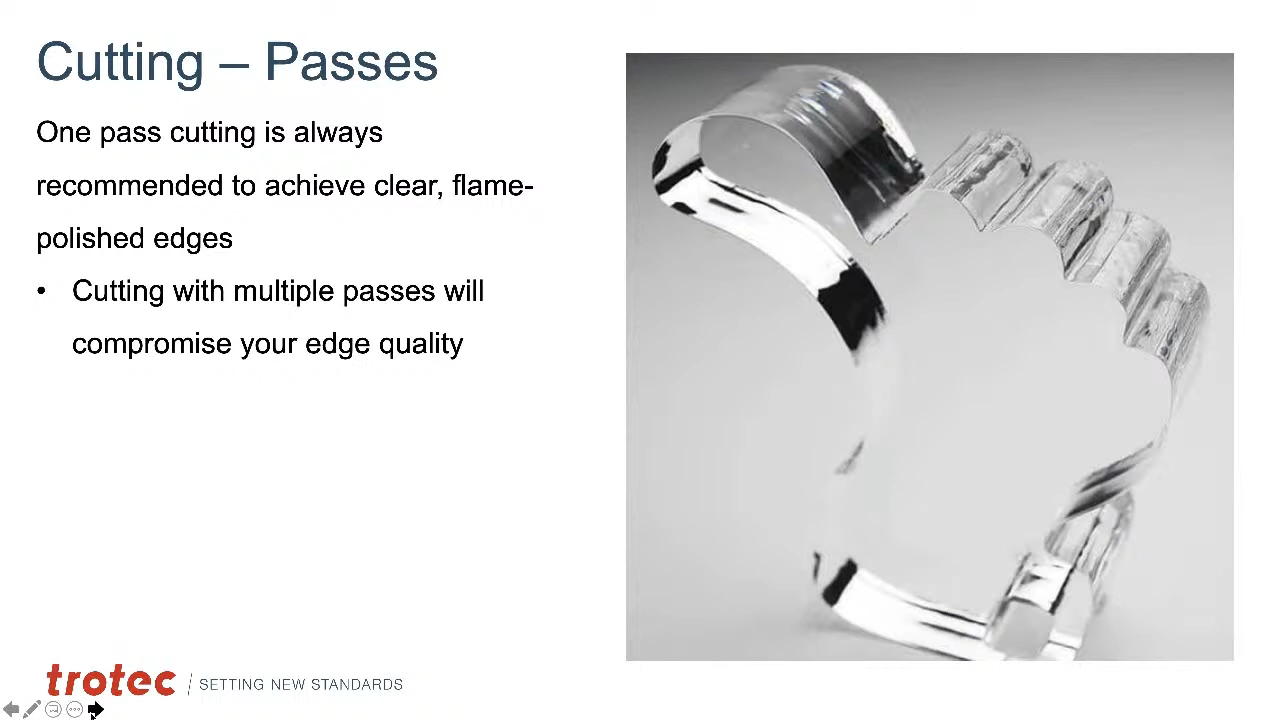 Cutting – Passes
One pass cutting is always
recommended to achieve clear, flame-
polished edges
• Cutting with multiple passes will
compromise your edge quality
trotec | SETTING NEW STANDARDS